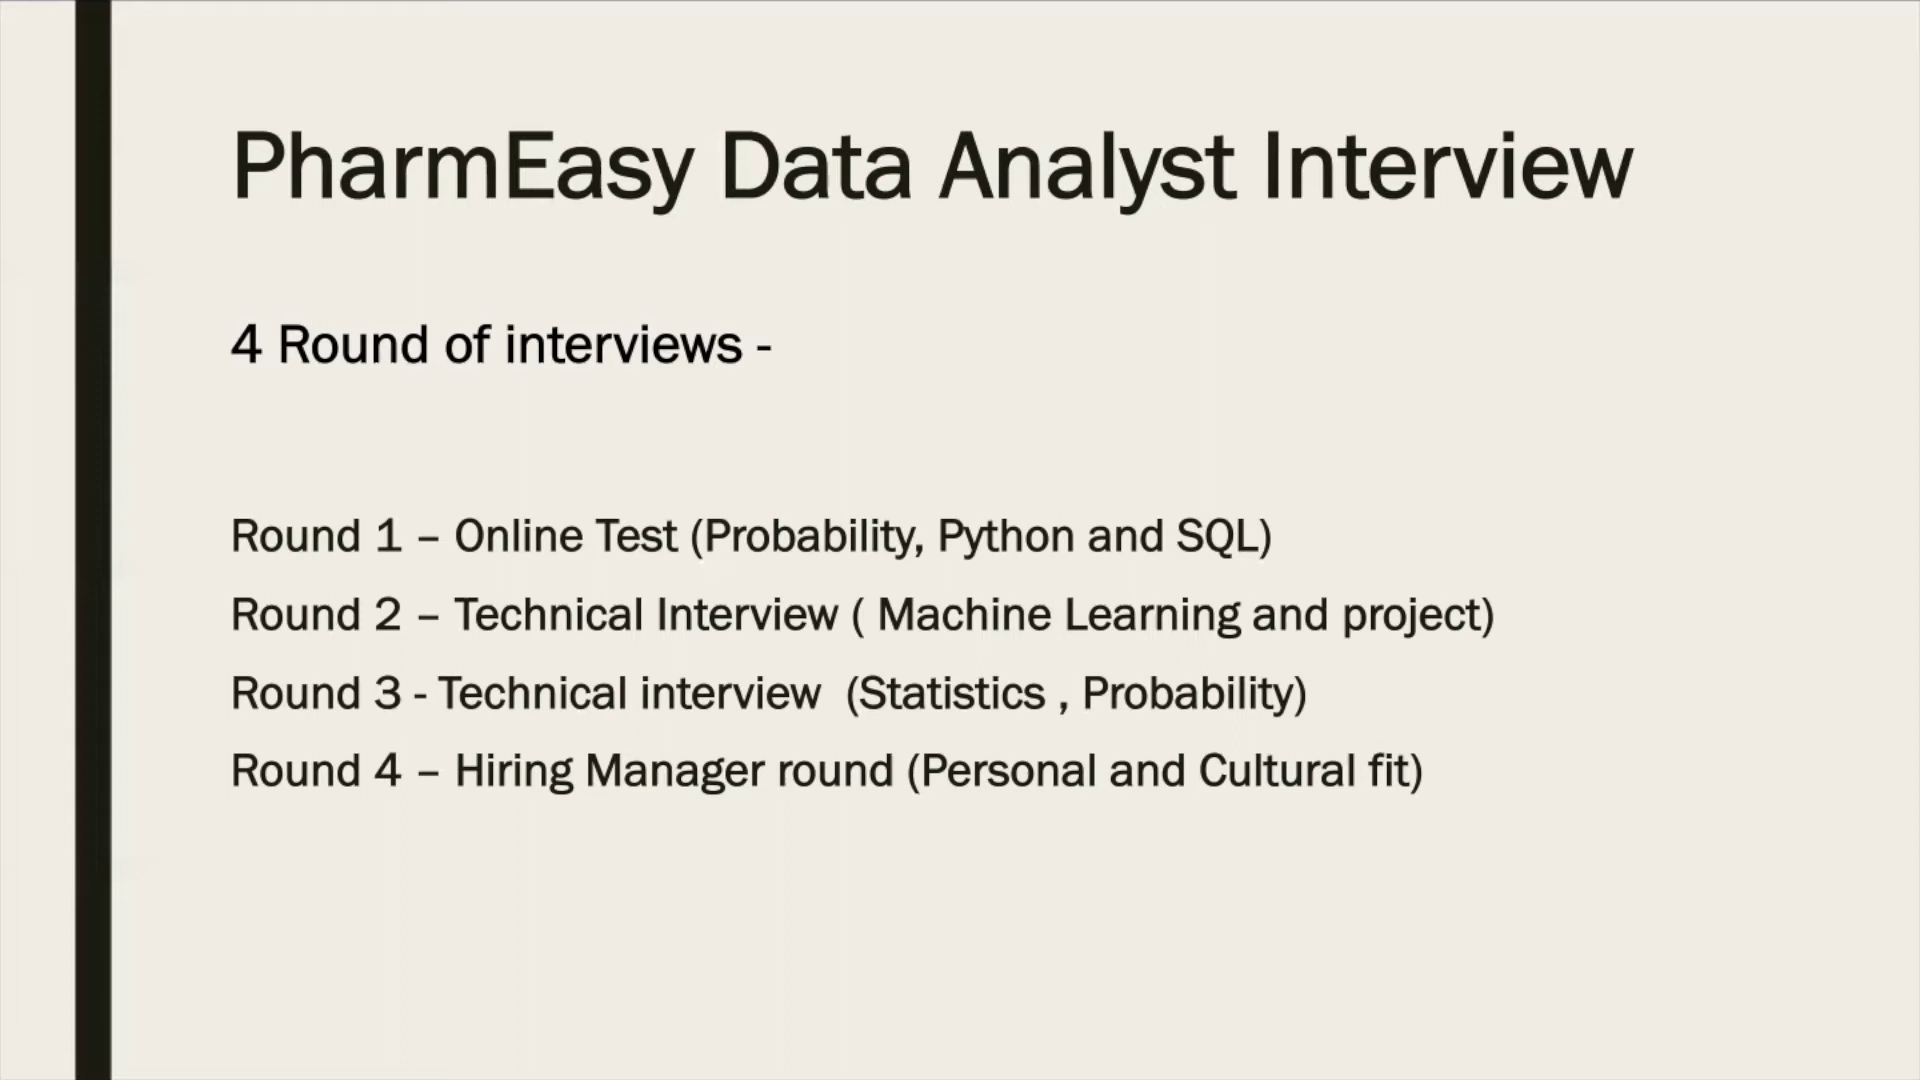 PharmEasy Data Analyst Interview
4 Round of interviews -
Round 1 – Online Test (Probability, Python and SQL)
Round 2 – Technical Interview ( Machine Learning and project)
Round 3 - Technical interview  (Statistics , Probability)
Round 4 – Hiring Manager round (Personal and Cultural fit)